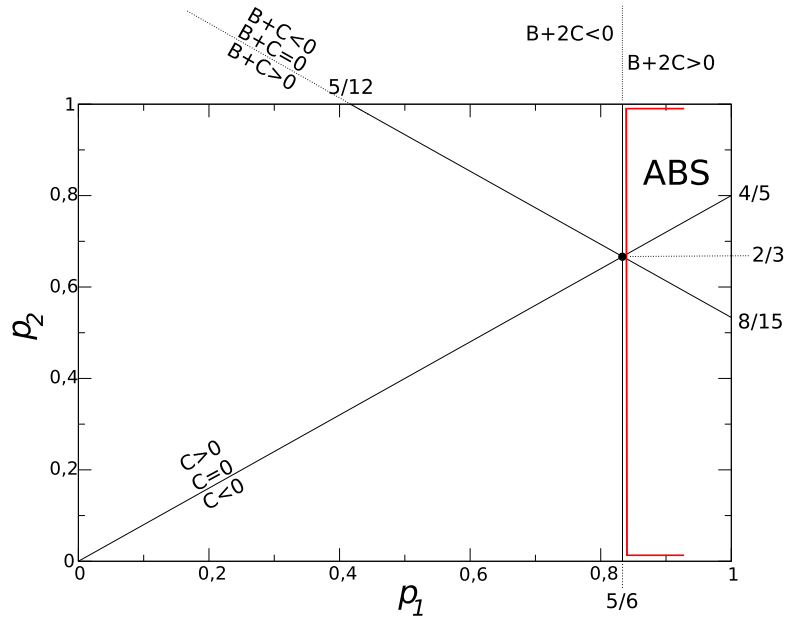 B+C<0
B+C=0
B+C>0
B+2C<0
B+2C>0
5/12
1
ABS
0,8
4/5
2/3
0,6
8/15
p2
0,4
C>0
C=0
C<0
0,2
0
0
0,2
0,4
0,6
0,8
1
p1
5/6